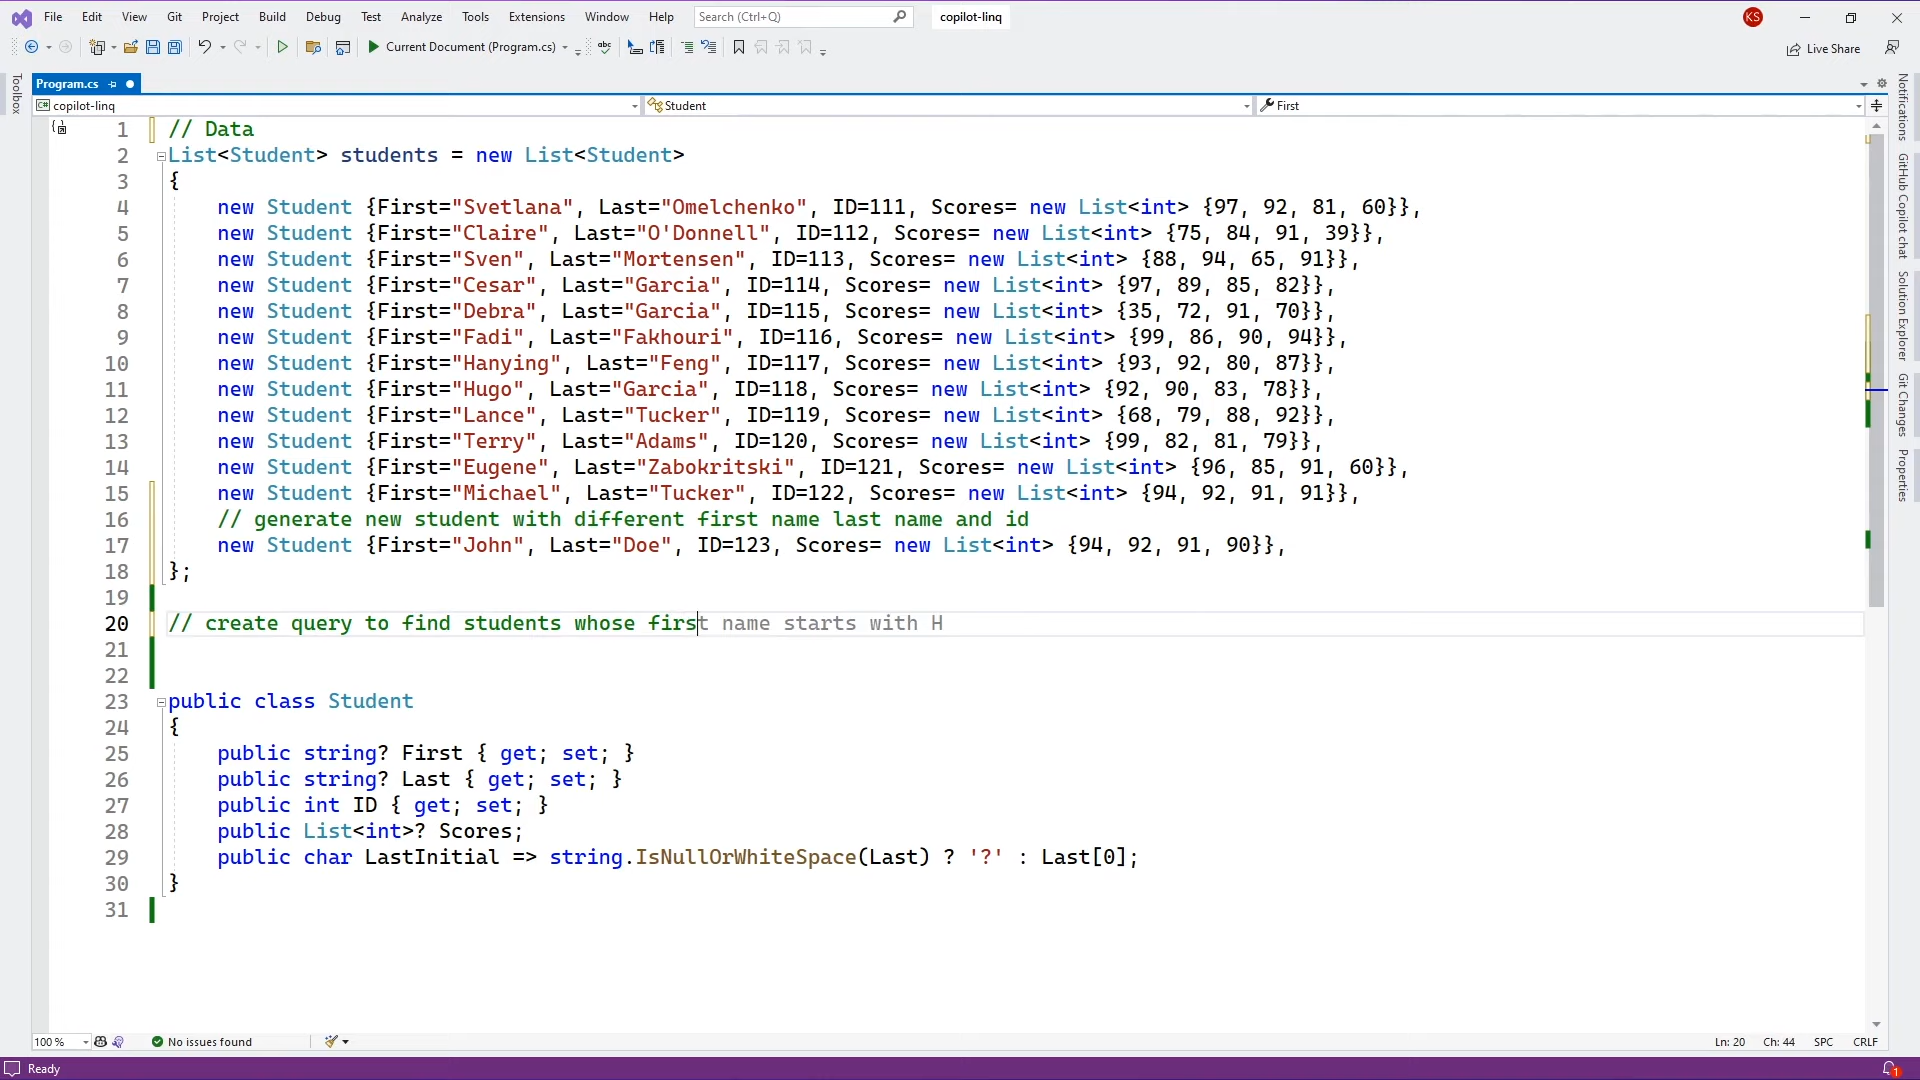 File Edit View Git Project Build Debug Test Analyze Tools Extensions Window Help Search (Ctrl+Q) copilot-linq KS
Current Document (Program.cs) abc Live Share
Program.cs
copilot-linq Student First
Toolbox
Notifications
GitHub Copilot chat
Solution Explorer
Git Changes
Properties
1 // Data
2 List<Student> students = new List<Student>
3 {
4 new Student {First="Svetlana", Last="Omelchenko", ID=111, Scores= new List<int> {97, 92, 81, 60}},
5 new Student {First="Claire", Last="O'Donnell", ID=112, Scores= new List<int> {75, 84, 91, 39}},
6 new Student {First="Sven", Last="Mortensen", ID=113, Scores= new List<int> {88, 94, 65, 91}},
7 new Student {First="Cesar", Last="Garcia", ID=114, Scores= new List<int> {97, 89, 85, 82}},
8 new Student {First="Debra", Last="Garcia", ID=115, Scores= new List<int> {35, 72, 91, 70}},
9 new Student {First="Fadi", Last="Fakhouri", ID=116, Scores= new List<int> {99, 86, 90, 94}},
10 new Student {First="Hanying", Last="Feng", ID=117, Scores= new List<int> {93, 92, 80, 87}},
11 new Student {First="Hugo", Last="Garcia", ID=118, Scores= new List<int> {92, 90, 83, 78}},
12 new Student {First="Lance", Last="Tucker", ID=119, Scores= new List<int> {68, 79, 88, 92}},
13 new Student {First="Terry", Last="Adams", ID=120, Scores= new List<int> {99, 82, 81, 79}},
14 new Student {First="Eugene", Last="Zabokritski", ID=121, Scores= new List<int> {96, 85, 91, 60}},
15 new Student {First="Michael", Last="Tucker", ID=122, Scores= new List<int> {94, 92, 91, 91}},
16 // generate new student with different first name last name and id
17 new Student {First="John", Last="Doe", ID=123, Scores= new List<int> {94, 92, 91, 90}},
18 };
19
20 // create query to find students whose first name starts with H
21
22
23 public class Student
24 {
25 public string? First { get; set; }
26 public string? Last { get; set; }
27 public int ID { get; set; }
28 public List<int>? Scores;
29 public char LastInitial => string.IsNullOrWhiteSpace(Last) ? '?' : Last[0];
30 }
31
100 % No issues found Ln: 20 Ch: 44 SPC CRLF
Ready 1